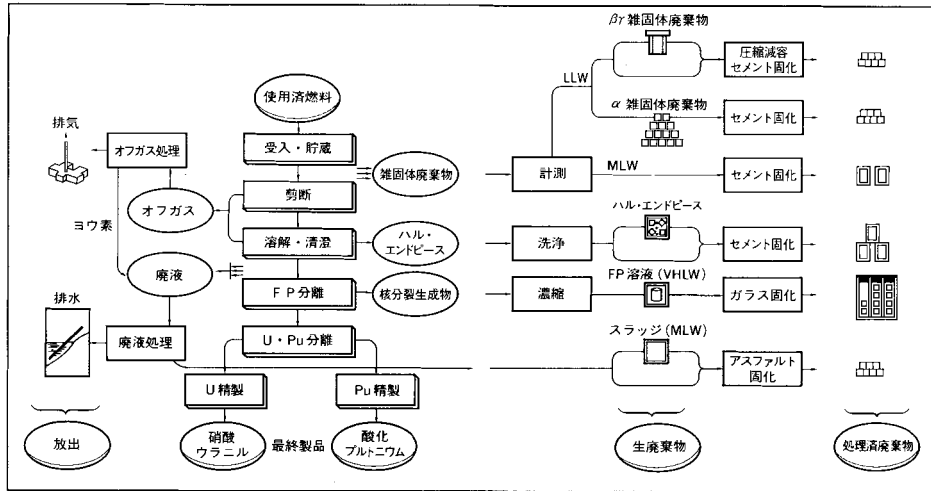 βγ 雑固体廃棄物
圧縮減容
セメント固化
LLW
使用済燃料
α 雑固体廃棄物
排気
オフガス処理
受入・貯蔵
セメント固化
雑固体廃棄物
計測
MLW
セメント固化
剪断
オフガス
ハル・エンドピース
ヨウ素
溶解・清澄
ハル・
エンドピース
洗浄
セメント固化
廃液
FP溶液(VHLW)
FP分離
核分裂生成物
濃縮
ガラス固化
排水
U・Pu分離
スラッジ(MLW)
廃液処理
アスファルト
固化
U精製
Pu精製
放出
硝酸
ウラニル
最終製品
酸化
プルトニウム
生廃棄物
処理済廃棄物